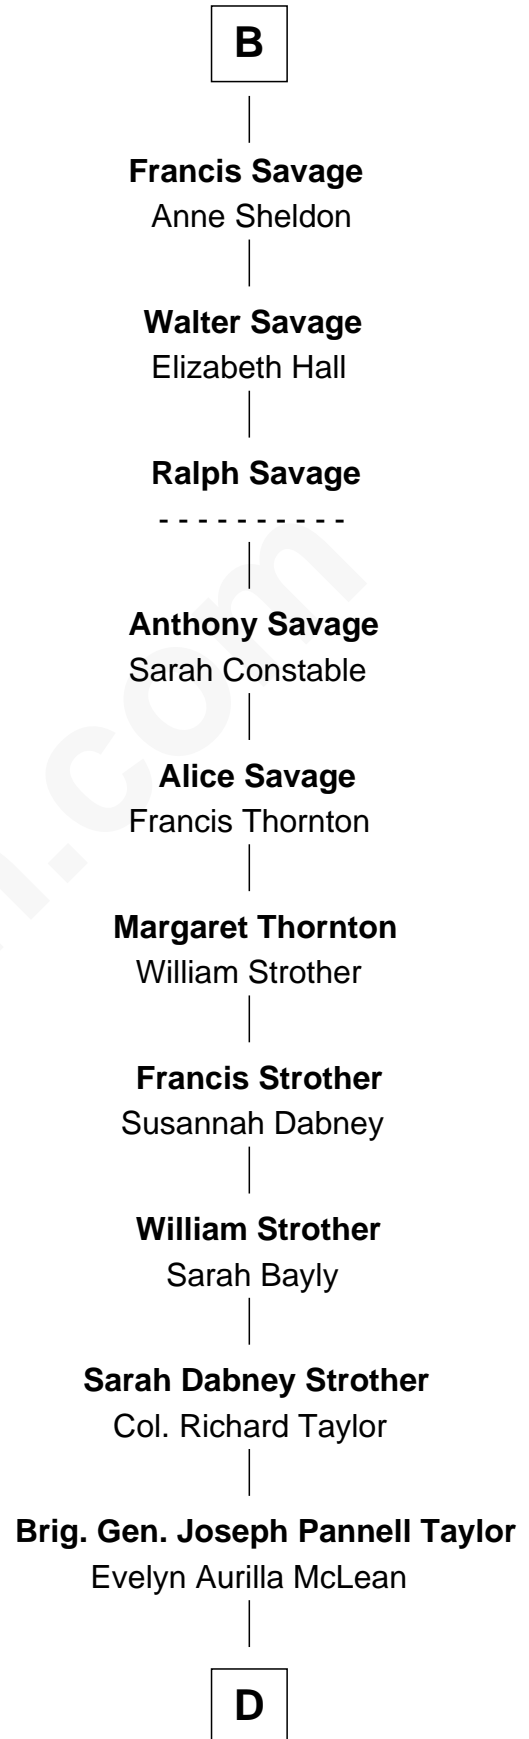 B
Francis Savage
Anne Sheldon
Walter Savage
Elizabeth Hall
Ralph Savage
- - - - - - - - - -
Anthony Savage
Sarah Constable
Alice Savage
Francis Thornton
Margaret Thornton
William Strother
Francis Strother
Susannah Dabney
William Strother
Sarah Bayly
Sarah Dabney Strother
Col. Richard Taylor
Brig. Gen. Joseph Pannell Taylor
Evelyn Aurilla McLean
D